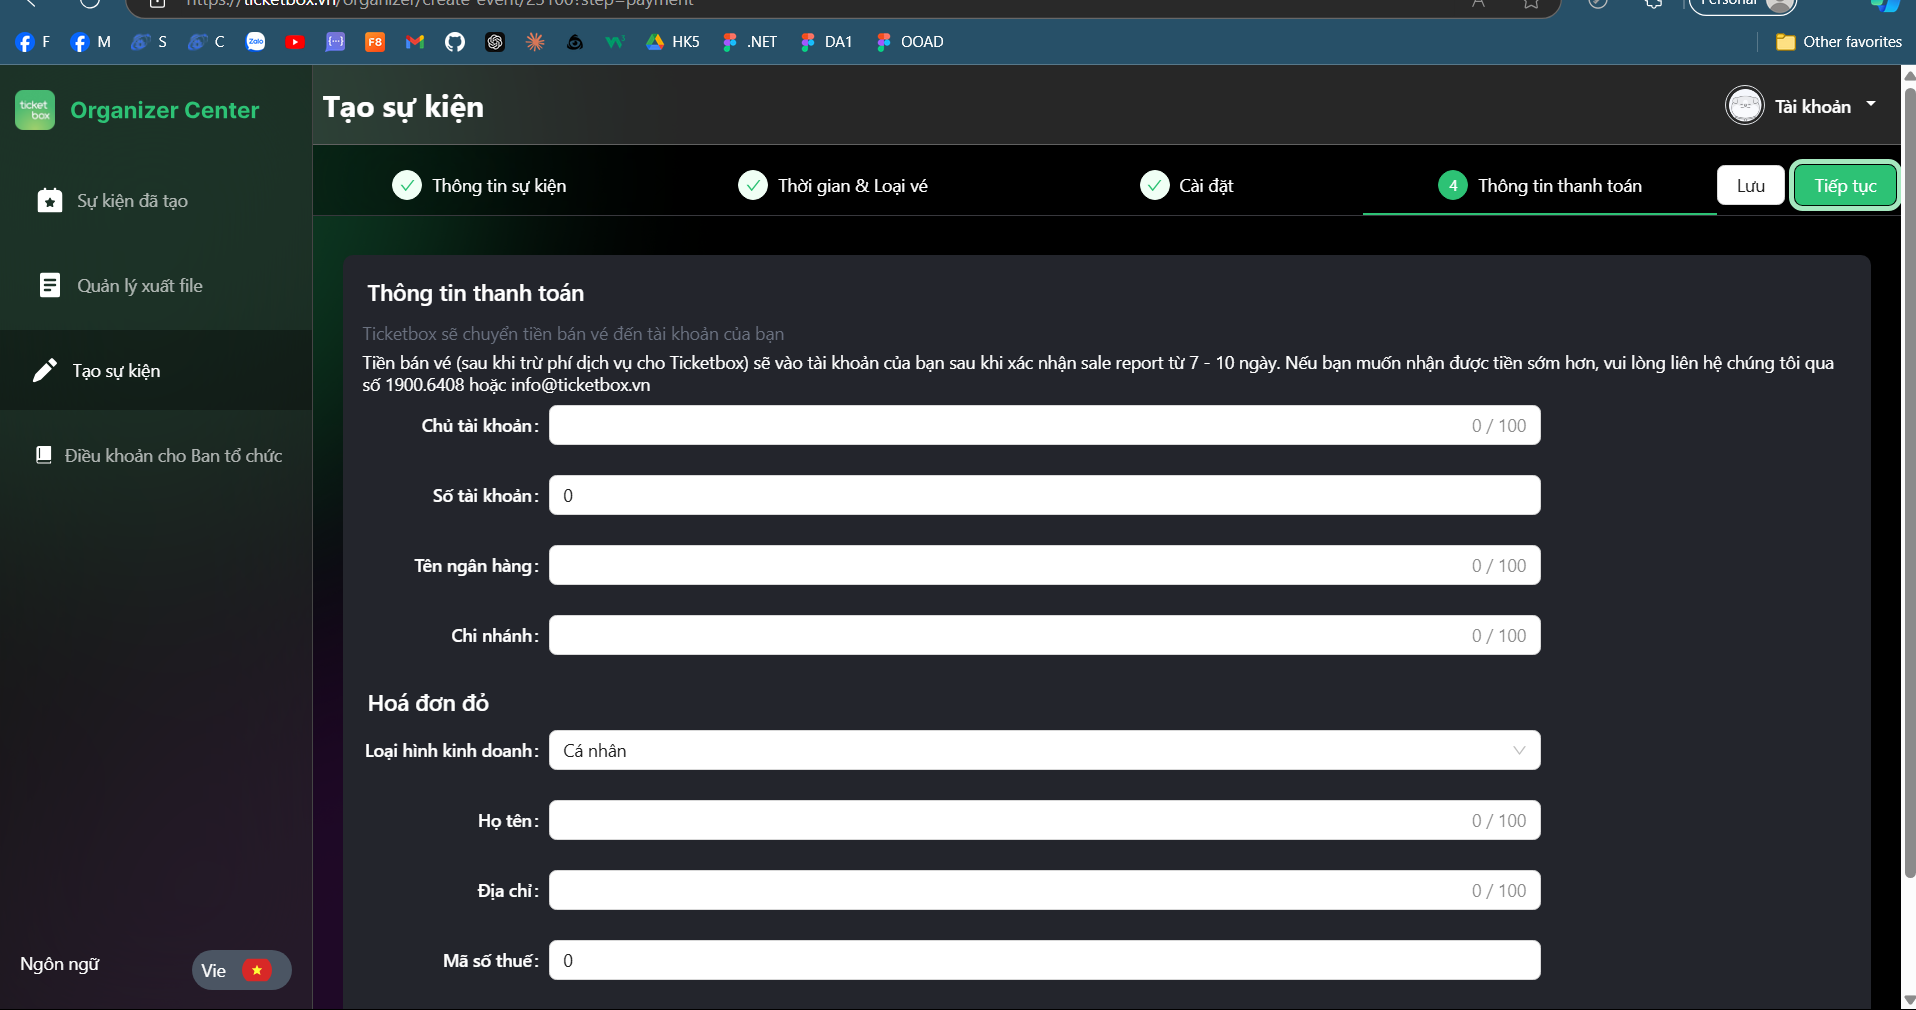 https://ticketbox.vn/organizer/create-event/25100?step=payment
Personal
F
M
S
C
Zalo
F8
HK5
.NET
DA1
OOAD
Other favorites
ticket
box
Organizer Center
Tạo sự kiện
Tài khoản
Thông tin sự kiện
Thời gian & Loại vé
Cài đặt
4
Thông tin thanh toán
Lưu
Tiếp tục
Sự kiện đã tạo
Quản lý xuất file
Tạo sự kiện
Điều khoản cho Ban tổ chức
Ngôn ngữ
Vie
Thông tin thanh toán
Ticketbox sẽ chuyển tiền bán vé đến tài khoản của bạn
Tiền bán vé (sau khi trừ phí dịch vụ cho Ticketbox) sẽ vào tài khoản của bạn sau khi xác nhận sale report từ 7 - 10 ngày. Nếu bạn muốn nhận được tiền sớm hơn, vui lòng liên hệ chúng tôi qua
số 1900.6408 hoặc info@ticketbox.vn
Chủ tài khoản:
0 / 100
Số tài khoản:
0
Tên ngân hàng:
0 / 100
Chi nhánh:
0 / 100
Hoá đơn đỏ
Loại hình kinh doanh:
Cá nhân
Họ tên:
0 / 100
Địa chỉ:
0 / 100
Mã số thuế:
0